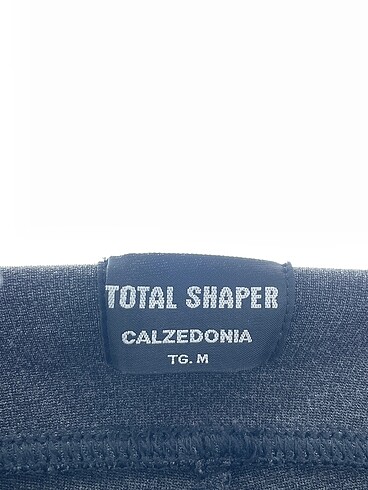 TOTAL SHAPER
CALZEDONIA
TG. M